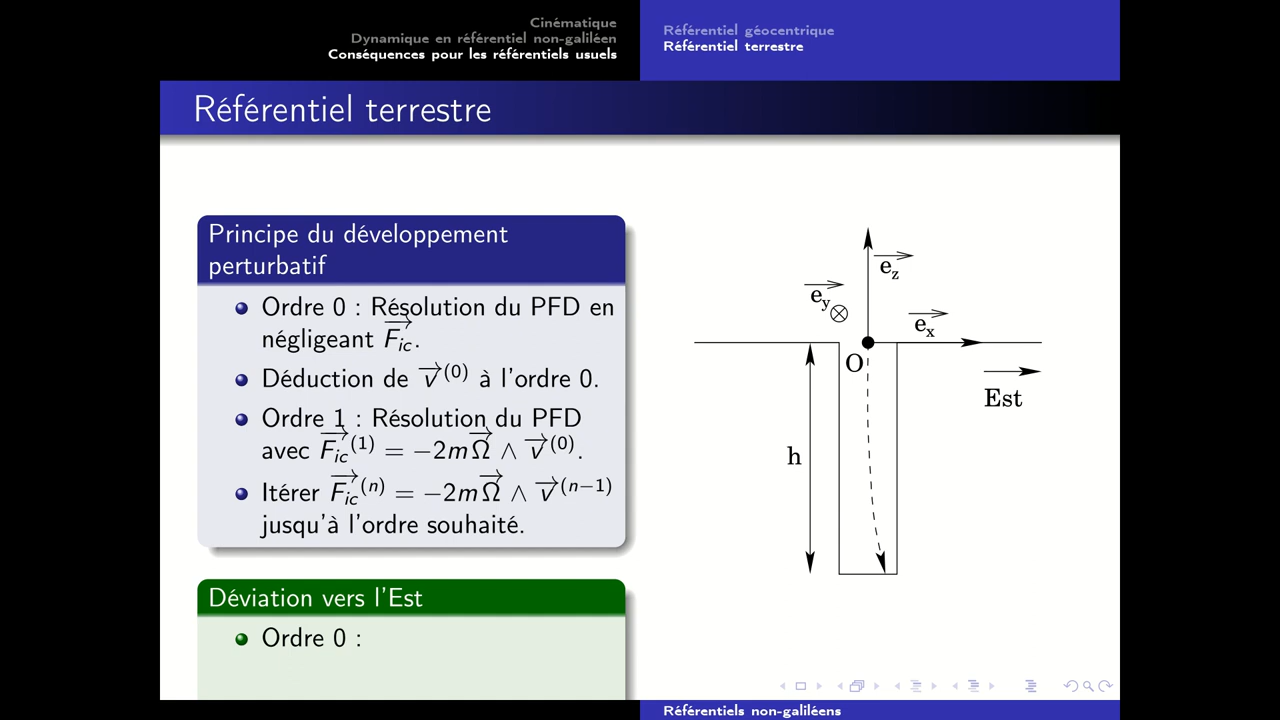 Cinématique
Dynamique en référentiel non-galiléen
Conséquences pour les référentiels usuels
Référentiel géocentrique
Référentiel terrestre
Référentiel terrestre
Principe du développement
perturbatif
Ordre 0 : Résolution du PFD en
négligeant $\overrightarrow{F_{ic}}$.
Déduction de $\overrightarrow{v}^{(0)}$ à l'ordre 0.
Ordre 1 : Résolution du PFD
avec $\overrightarrow{F_{ic}}^{(1)} = -2m\overrightarrow{\Omega} \wedge \overrightarrow{v}^{(0)}$.
Itérer $\overrightarrow{F_{ic}}^{(n)} = -2m\overrightarrow{\Omega} \wedge \overrightarrow{v}^{(n-1)}$
jusqu'à l'ordre souhaité.
Déviation vers l'Est
Ordre 0 :
$\overrightarrow{e_z}$
$\overrightarrow{e_y}$
$\overrightarrow{e_x}$
O
Est
h
Référentiels non-galiléens